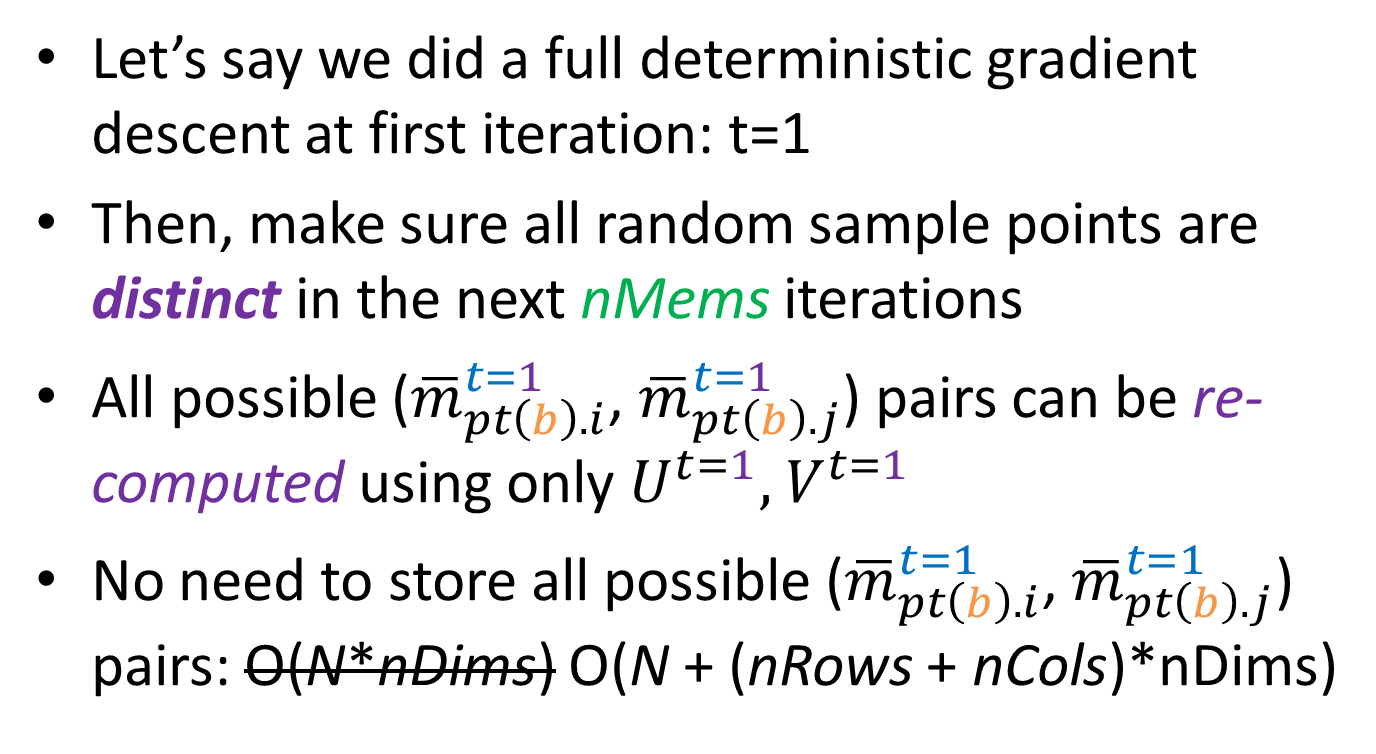 • Let’s say we did a full deterministic gradient
descent at first iteration: t=1
• Then, make sure all random sample points are
distinct in the next nMems iterations
• All possible (m̅_{pt(b).i}^{t=1}, m̅_{pt(b).j}^{t=1}) pairs can be re-
computed using only U^{t=1}, V^{t=1}
• No need to store all possible (m̅_{pt(b).i}^{t=1}, m̅_{pt(b).j}^{t=1})
pairs: O(N*nDims) O(N + (nRows + nCols)*nDims)